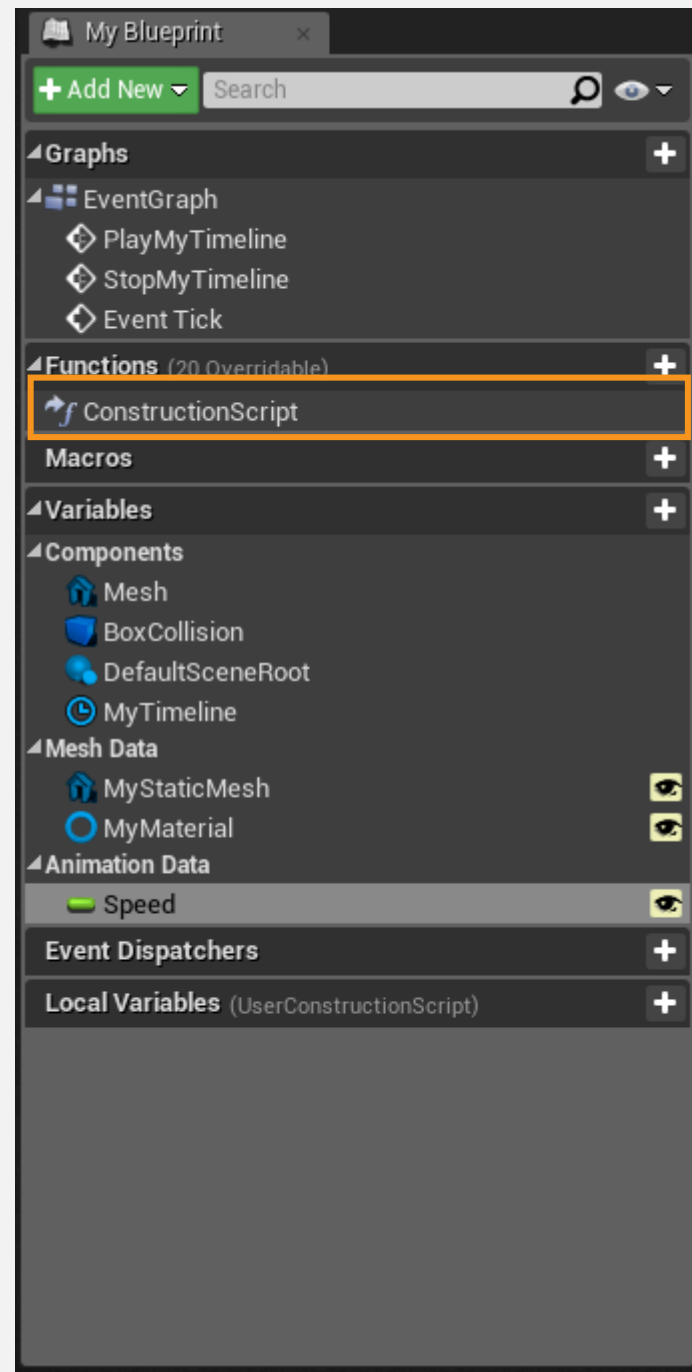 My Blueprint
Add New Search
Graphs
EventGraph
PlayMyTimeline
StopMyTimeline
Event Tick
Functions (20 Overridable)
ConstructionScript
Macros
Variables
Components
Mesh
BoxCollision
DefaultSceneRoot
MyTimeline
Mesh Data
MyStaticMesh
MyMaterial
Animation Data
Speed
Event Dispatchers
Local Variables (UserConstructionScript)